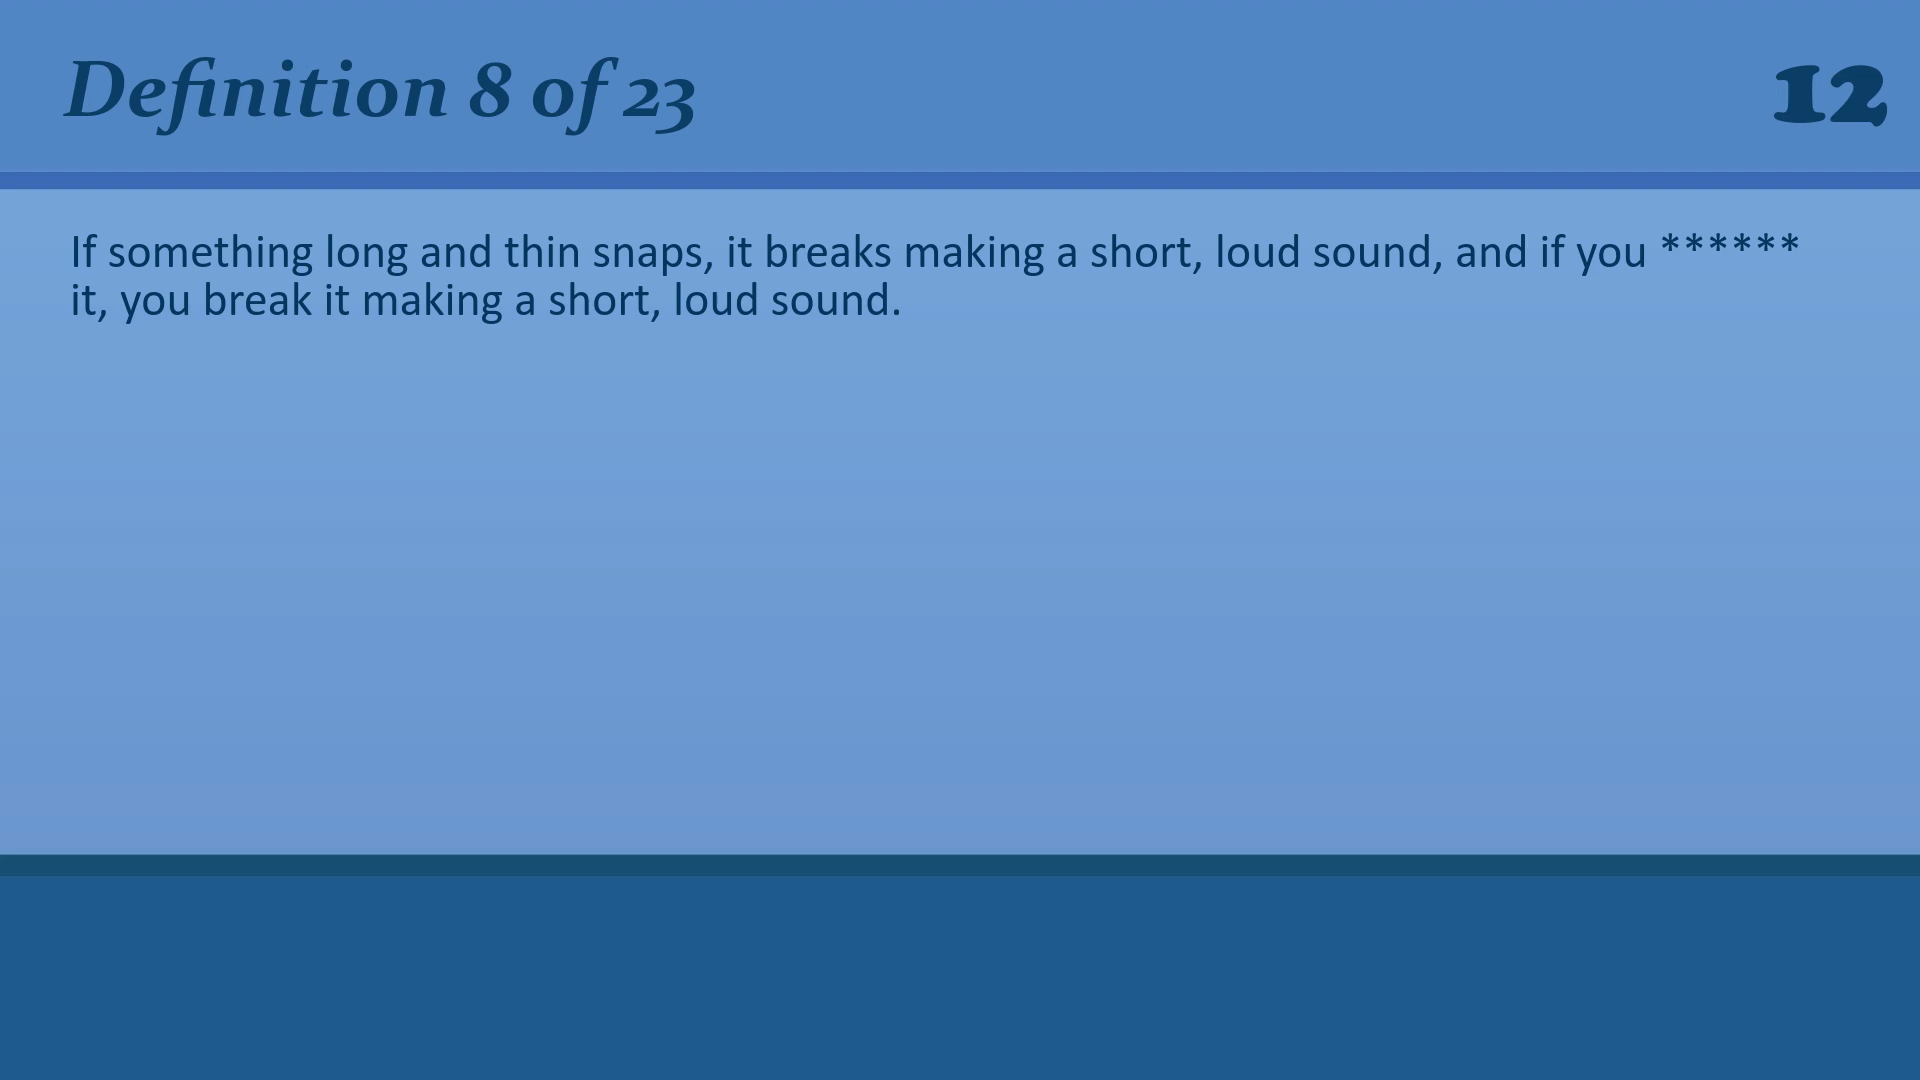 Definition 8 of 23
12
If something long and thin snaps, it breaks making a short, loud sound, and if you ******
it, you break it making a short, loud sound.